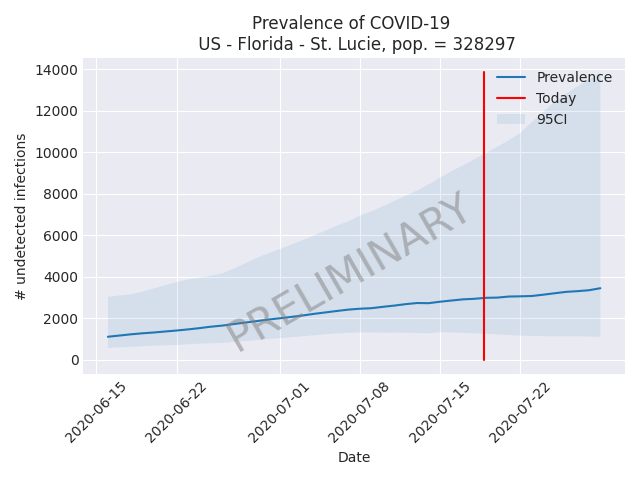 Prevalence of COVID-19
US - Florida - St. Lucie, pop. = 328297
14000
12000
10000
8000
6000
4000
2000
0
# undetected infections
Prevalence
Today
95CI
PRELIMINARY
2020-06-15
2020-06-22
2020-07-01
2020-07-08
2020-07-15
2020-07-22
Date